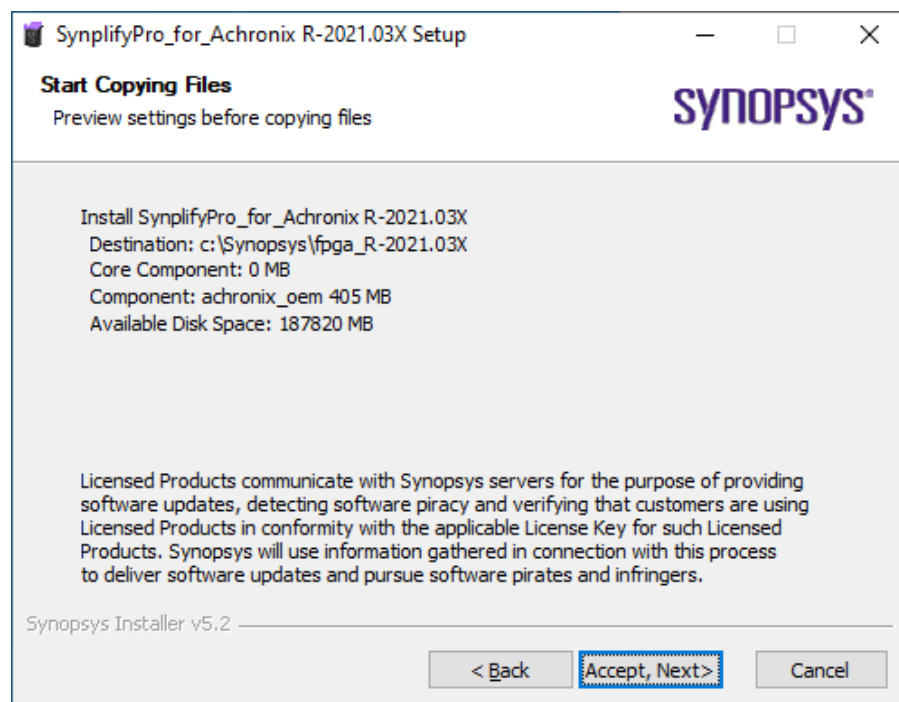 SynplifyPro_for_Achronix R-2021.03X Setup
Start Copying Files
Preview settings before copying files
SYNOPSYS®
Install SynplifyPro_for_Achronix R-2021.03X
Destination: c:\Synopsys\fpga_R-2021.03X
Core Component: 0 MB
Component: achronix_oem 405 MB
Available Disk Space: 187820 MB
Licensed Products communicate with Synopsys servers for the purpose of providing
software updates, detecting software piracy and verifying that customers are using
Licensed Products in conformity with the applicable License Key for such Licensed
Products. Synopsys will use information gathered in connection with this process
to deliver software updates and pursue software pirates and infringers.
Synopsys Installer v5.2
< Back
Accept, Next>
Cancel